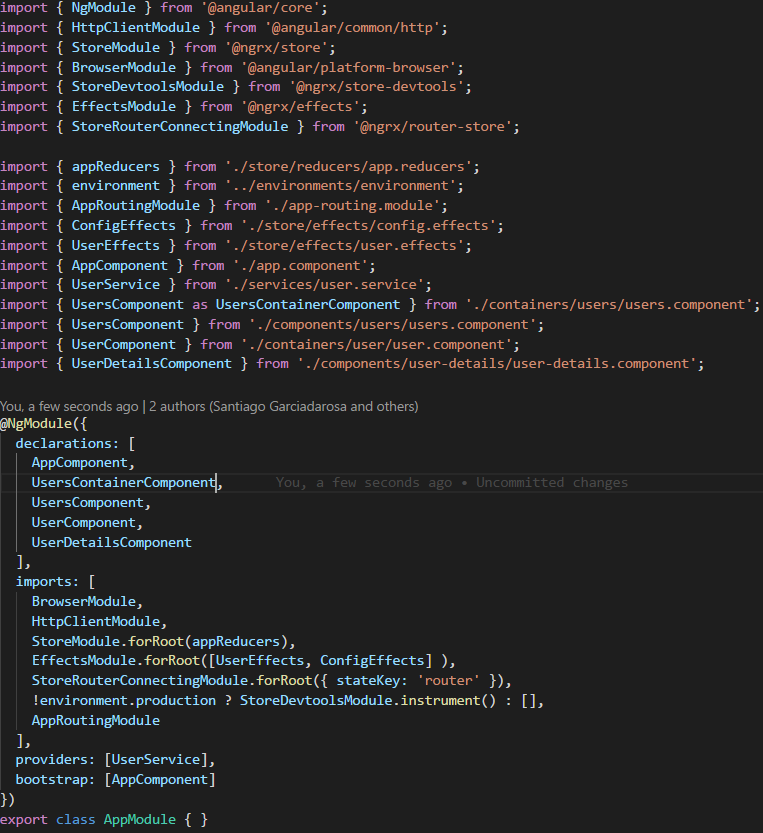 import { NgModule } from '@angular/core';
import { HttpClientModule } from '@angular/common/http';
import { StoreModule } from '@ngrx/store';
import { BrowserModule } from '@angular/platform-browser';
import { StoreDevtoolsModule } from '@ngrx/store-devtools';
import { EffectsModule } from '@ngrx/effects';
import { StoreRouterConnectingModule } from '@ngrx/router-store';

import { appReducers } from './store/reducers/app.reducers';
import { environment } from '../environments/environment';
import { AppRoutingModule } from './app-routing.module';
import { ConfigEffects } from './store/effects/config.effects';
import { UserEffects } from './store/effects/user.effects';
import { AppComponent } from './app.component';
import { UserService } from './services/user.service';
import { UsersComponent as UsersContainerComponent } from './containers/users/users.component';
import { UsersComponent } from './components/users/users.component';
import { UserComponent } from './containers/user/user.component';
import { UserDetailsComponent } from './components/user-details/user-details.component';

You, a few seconds ago | 2 authors (Santiago Garciadarosa and others)
@NgModule({
  declarations: [
    AppComponent,
    UsersContainerComponent,       You, a few seconds ago • Uncommitted changes
    UsersComponent,
    UserComponent,
    UserDetailsComponent
  ],
  imports: [
    BrowserModule,
    HttpClientModule,
    StoreModule.forRoot(appReducers),
    EffectsModule.forRoot([UserEffects, ConfigEffects] ),
    StoreRouterConnectingModule.forRoot({ stateKey: 'router' }),
    !environment.production ? StoreDevtoolsModule.instrument() : [],
    AppRoutingModule
  ],
  providers: [UserService],
  bootstrap: [AppComponent]
})
export class AppModule { }